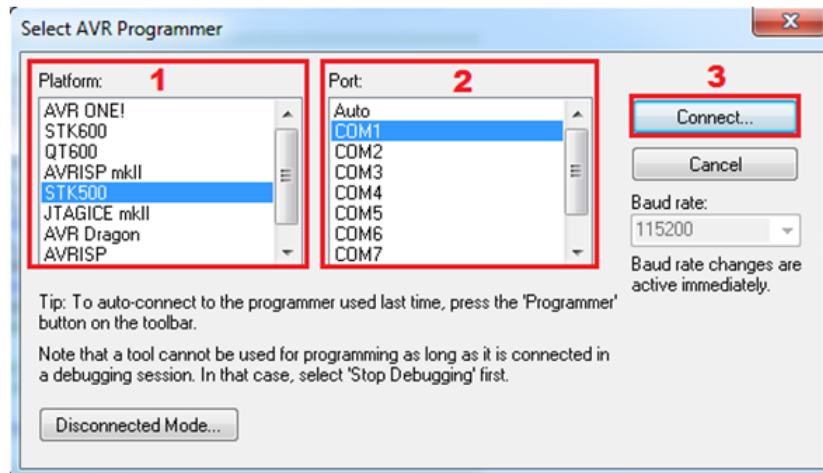 Select AVR Programmer
Platform:
1
AVR ONE!
STK600
QT600
AVRISP mkII
STK500
JTAGICE mkII
AVR Dragon
AVRISP
Port:
2
Auto
COM1
COM2
COM3
COM4
COM5
COM6
COM7
3
Connect...
Cancel
Baud rate:
115200
Baud rate changes are
active immediately.
Tip: To auto-connect to the programmer used last time, press the 'Programmer'
button on the toolbar.
Note that a tool cannot be used for programming as long as it is connected in
a debugging session. In that case, select 'Stop Debugging' first.
Disconnected Mode...